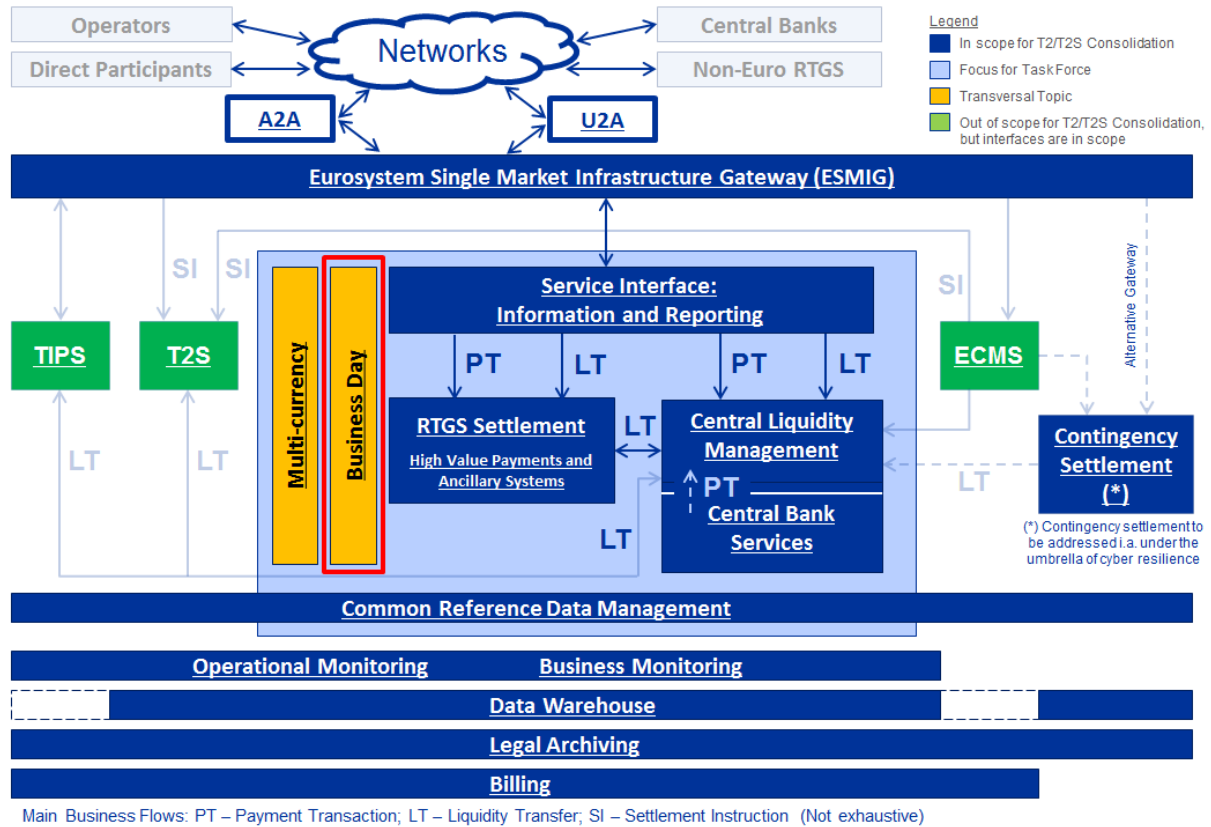 Operators
Networks
Central Banks
Direct Participants
Non-Euro RTGS
Legend
In scope for T2/T2S Consolidation
Focus for Task Force
Transversal Topic
Out of scope for T2/T2S Consolidation,
but interfaces are in
scope
A2A
U2A
Eurosystem Single Market Infrastructure Gateway (ESMIG)
SI
SI
SI
Alternative Gateway
TIPS
T2S
Multi-currency
Business Day
Service Interface:
Information and Reporting
PT
LT
PT
LT
ECMS
RTGS Settlement
High Value Payments and
Ancillary Systems
LT
Central Liquidity
Management
PT
Central Bank
Services
LT
LT
LT
LT
Contingency
Settlement
(*)
(*) Contingency settlement to
be addressed i.a. under the
umbrella of cyber resilience
Common Reference Data Management
Operational Monitoring
Business Monitoring
Data Warehouse
Legal Archiving
Billing
Main Business Flows: PT – Payment Transaction; LT – Liquidity Transfer; SI – Settlement Instruction (Not exhaustive)